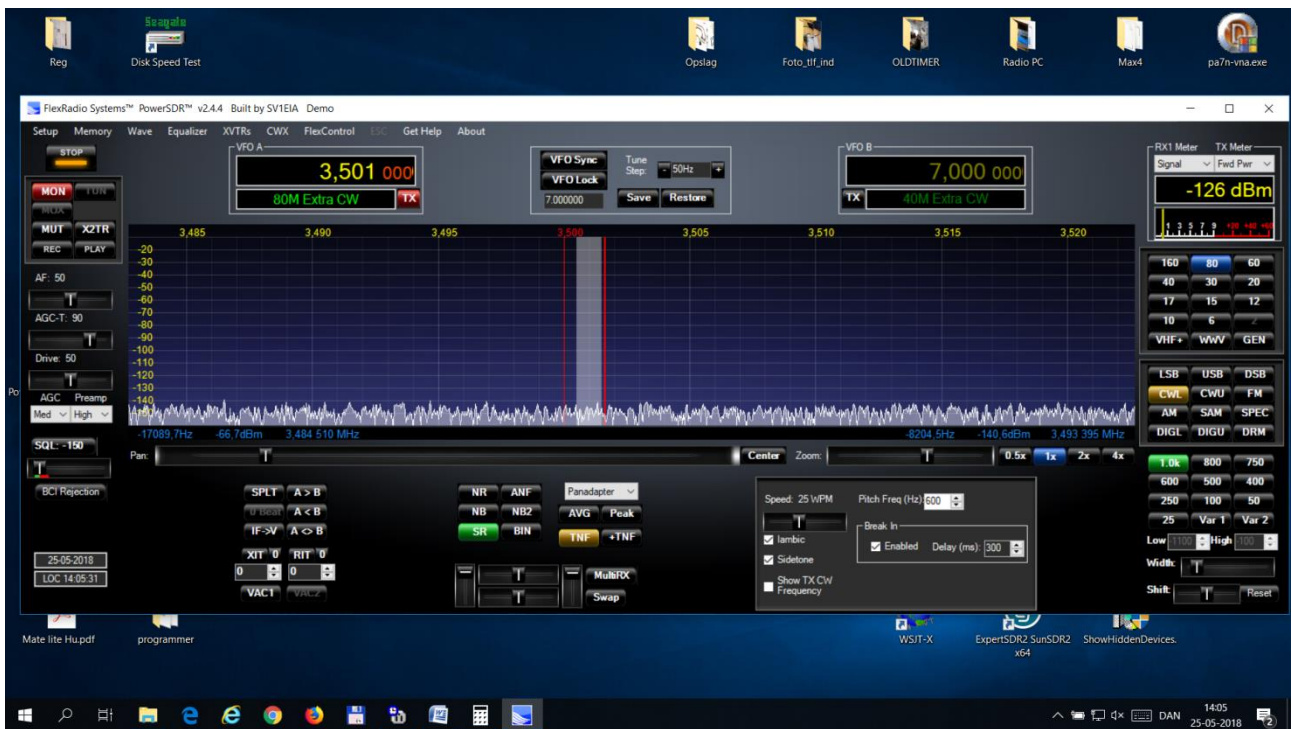 Seagate
Reg
Disk Speed Test
Opslag
Foto_tlf_ind
OLDTIMER
Radio PC
Max4
pa7n-vna.exe
FlexRadio Systems™ PowerSDR™ v2.4.4 Built by SV1EIA Demo
Setup Memory Wave Equalizer XVTRs CWX FlexControl ESC Get Help About
STOP
MON TUN
MOX
MUT X2TR
REC PLAY
AF: 50
AGC-T: 90
Drive: 50
AGC Preamp
Med High
SQL: -150
BCI Rejection
25-05-2018
LOC 14:05:31
VFO A
3,501 000
80M Extra CW TX
VFO Sync
VFO Lock
7.000000
Tune Step: - 50Hz +
Save Restore
VFO B
7,000 000
TX 40M Extra CW
RX1 Meter TX Meter
Signal Fwd Pwr
-126 dBm
1 3 5 7 9 +20 +40 +60
3,485 3,490 3,495 3,500 3,505 3,510 3,515 3,520
-20
-30
-40
-50
-60
-70
-80
-90
-100
-110
-120
-130
-140
-17089,7Hz -66,7dBm 3,484 510 MHz -8204,5Hz -140,6dBm 3,493 395 MHz
Pan: Center Zoom: 0.5x 1x 2x 4x
SPLT A > B
0 Beat A < B
IF->V A <> B
XIT 0 RIT 0
0 0
VAC1 VAC2
NR ANF
NB NB2
SR BIN
Panadapter
AVG Peak
TNF +TNF
MultiRX
Swap
Speed: 25 WPM Pitch Freq (Hz): 600
Iambic
Sidetone
Show TX CW
Frequency
Break In
Enabled Delay (ms): 300
160 80 60
40 30 20
17 15 12
10 6 2
VHF+ WWV GEN
LSB USB DSB
CWL CWU FM
AM SAM SPEC
DIGL DIGU DRM
1.0k 800 750
600 500 400
250 100 50
25 Var 1 Var 2
Low -1100 High -100
Width:
Shift: Reset
Mate lite Hu.pdf
programmer
WSJT-X
ExpertSDR2 SunSDR2
x64
ShowHiddenDevices.
DAN
14:05
25-05-2018
2